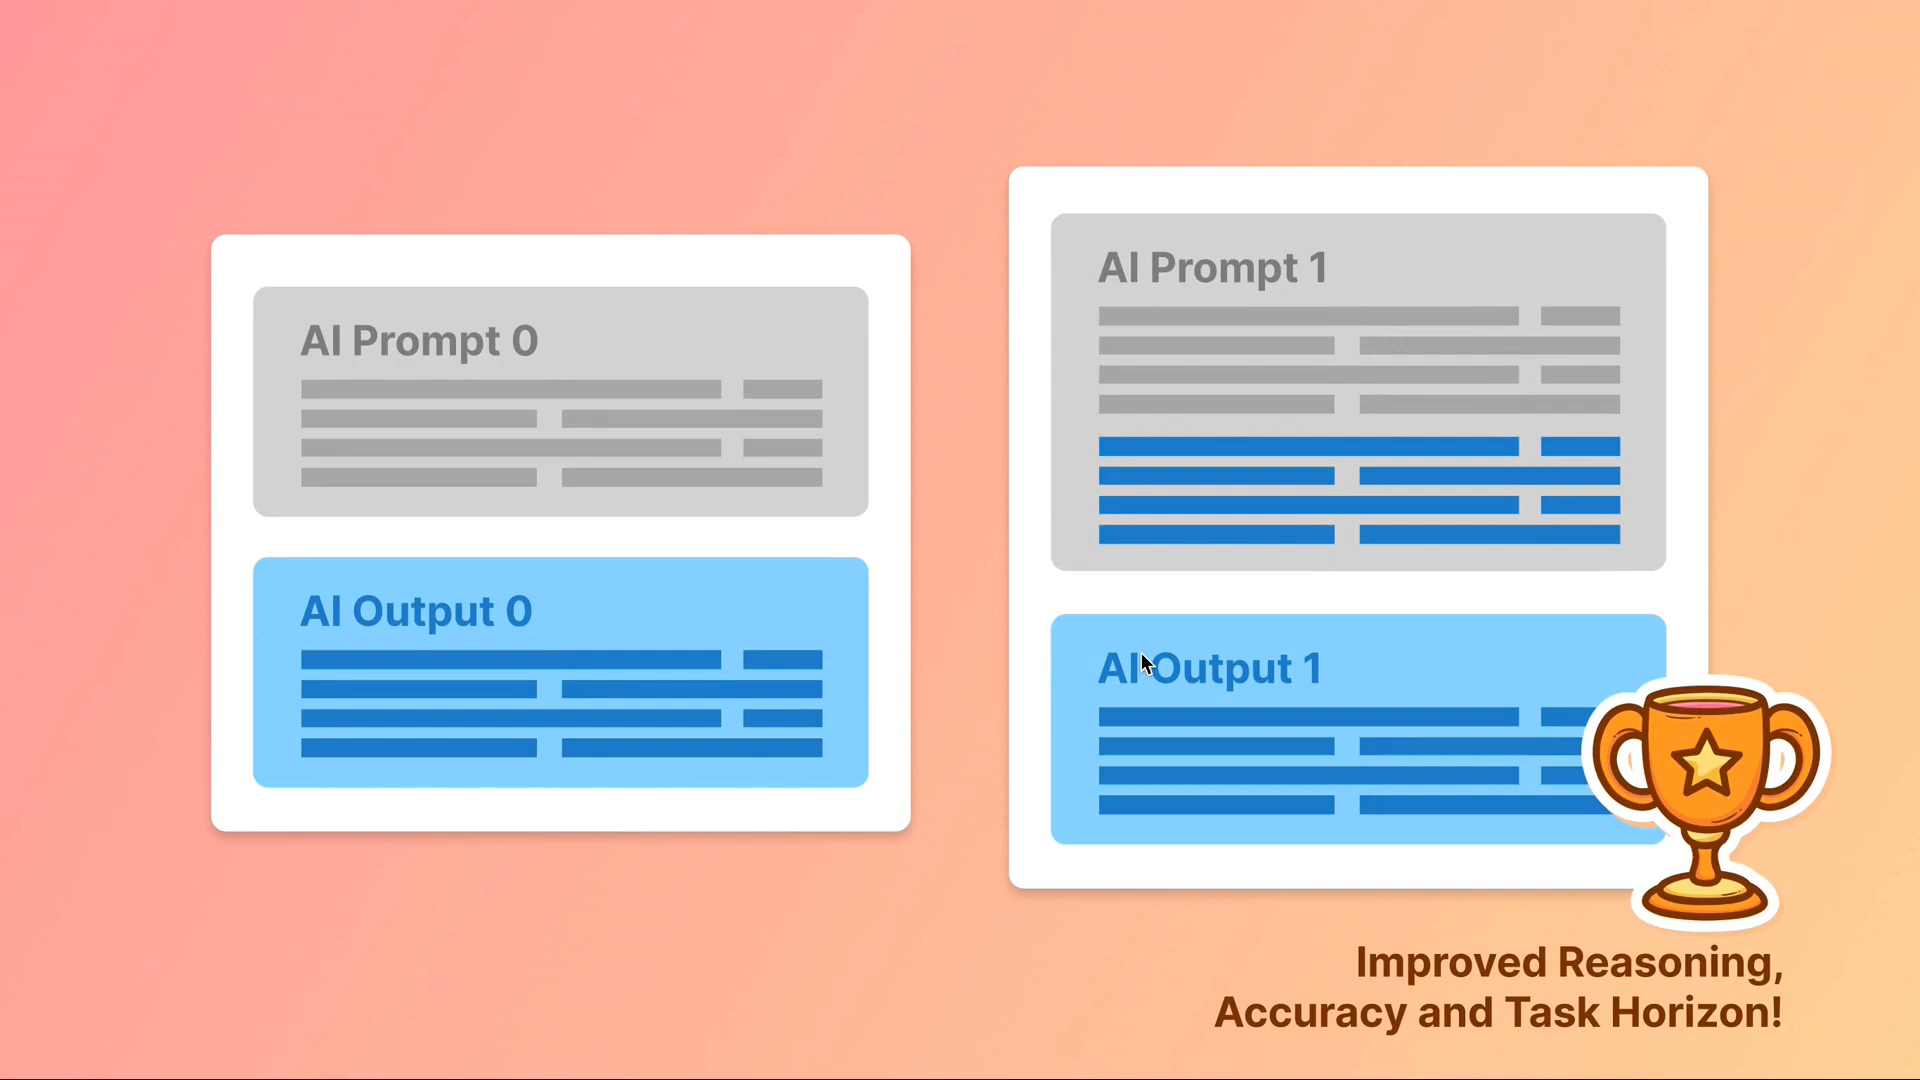 AI Prompt 0
AI Output 0
AI Prompt 1
AI Output 1
Improved Reasoning,
Accuracy and Task Horizon!